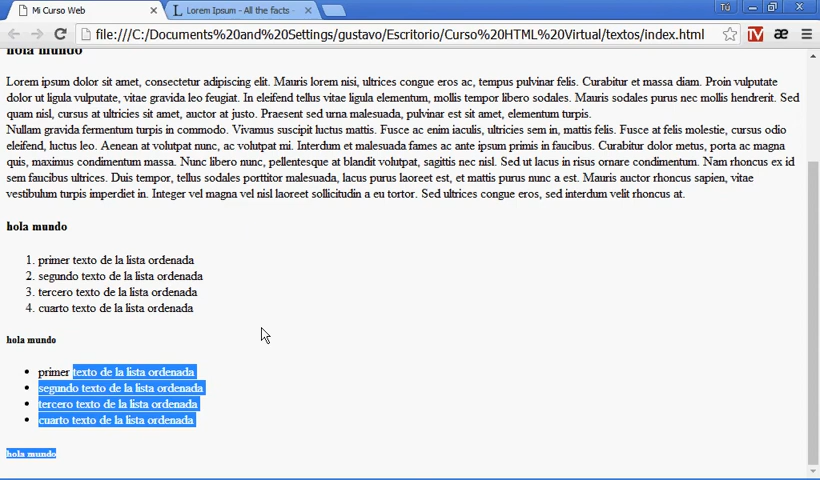 Mi Curso Web
Lorem Ipsum - All the facts -
Tú
file:///C:/Documents%20and%20Settings/gustavo/Escritorio/Curso%20HTML%20Virtual/textos/index.html
TV
æ
hola mundo
Lorem ipsum dolor sit amet, consectetur adipiscing elit. Mauris lorem nisi, ultrices congue eros ac, tempus pulvinar felis. Curabitur et massa diam. Proin vulputate
dolor ut ligula vulputate, vitae gravida leo feugiat. In eleifend tellus vitae ligula elementum, mollis tempor libero sodales. Mauris sodales purus nec mollis hendrerit. Sed
quam nisl, cursus at ultricies sit amet, auctor at justo. Praesent sed urna malesuada, pulvinar est sit amet, elementum turpis.
Nullam gravida fermentum turpis in commodo. Vivamus suscipit luctus mattis. Fusce ac enim iaculis, ultricies sem in, mattis felis. Fusce at felis molestie, cursus odio
eleifend, luctus leo. Aenean at volutpat nunc, ac volutpat mi. Interdum et malesuada fames ac ante ipsum primis in faucibus. Curabitur dolor metus, porta ac magna
quis, maximus condimentum massa. Nunc libero nunc, pellentesque at blandit volutpat, sagittis nec nisl. Sed ut lacus in risus ornare condimentum. Nam rhoncus ex id
sem faucibus ultrices. Duis tempor, tellus sodales porttitor malesuada, lacus purus laoreet est, et mattis purus nunc a est. Mauris auctor rhoncus sapien, vitae
vestibulum turpis imperdiet in. Integer vel magna vel nisl laoreet sollicitudin a eu tortor. Sed ultrices congue eros, sed interdum velit rhoncus at.
hola mundo
1. primer texto de la lista ordenada
2. segundo texto de la lista ordenada
3. tercero texto de la lista ordenada
4. cuarto texto de la lista ordenada
hola mundo
• primer texto de la lista ordenada
• segundo texto de la lista ordenada
• tercero texto de la lista ordenada
• cuarto texto de la lista ordenada
hola mundo